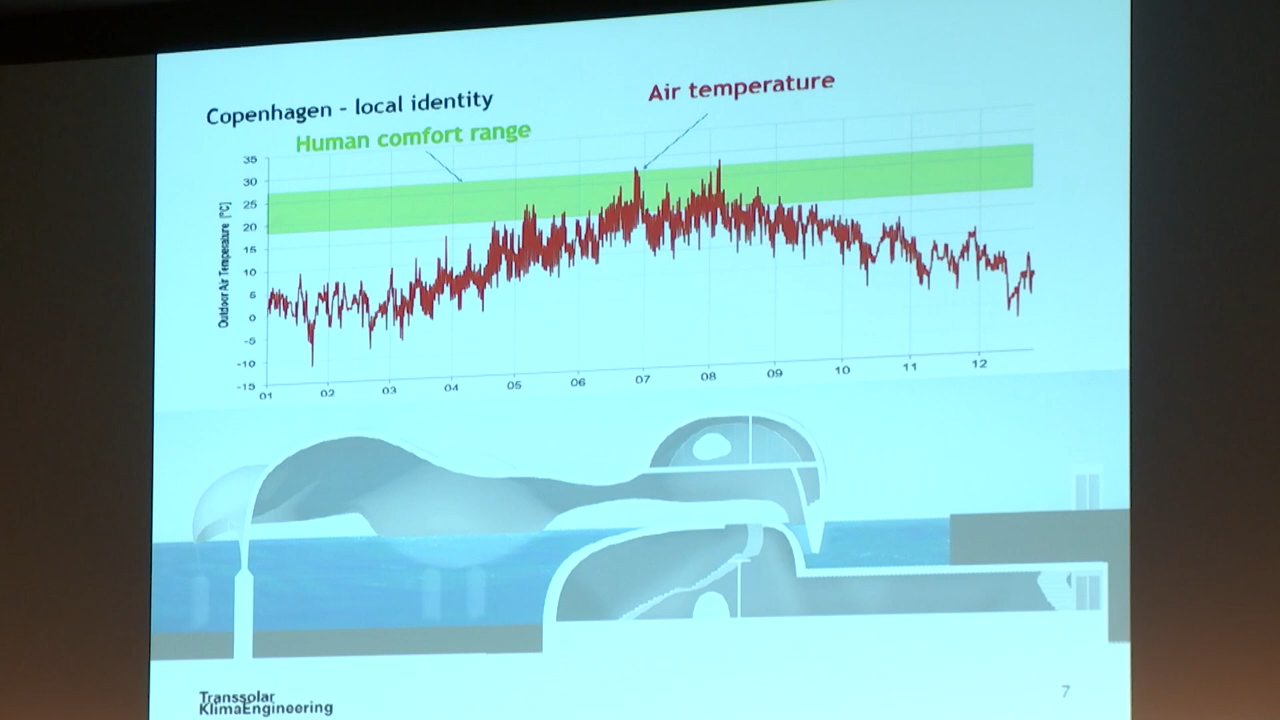 Copenhagen - local identity
Air temperature
Human comfort range
Outdoor Air Temperature [°C]
35
30
25
20
15
10
5
0
-5
-10
-15
01 02 03 04 05 06 07 08 09 10 11 12
Transsolar
KlimaEngineering
7